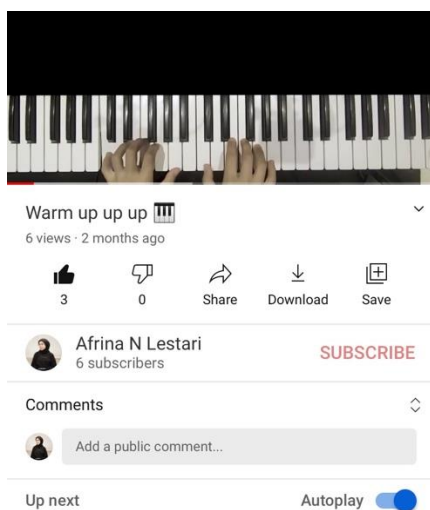 Warm up up up 🎹
6 views · 2 months ago
3 0 Share Download Save
Afrina N Lestari SUBSCRIBE
6 subscribers
Comments
Add a public comment...
Up next Autoplay